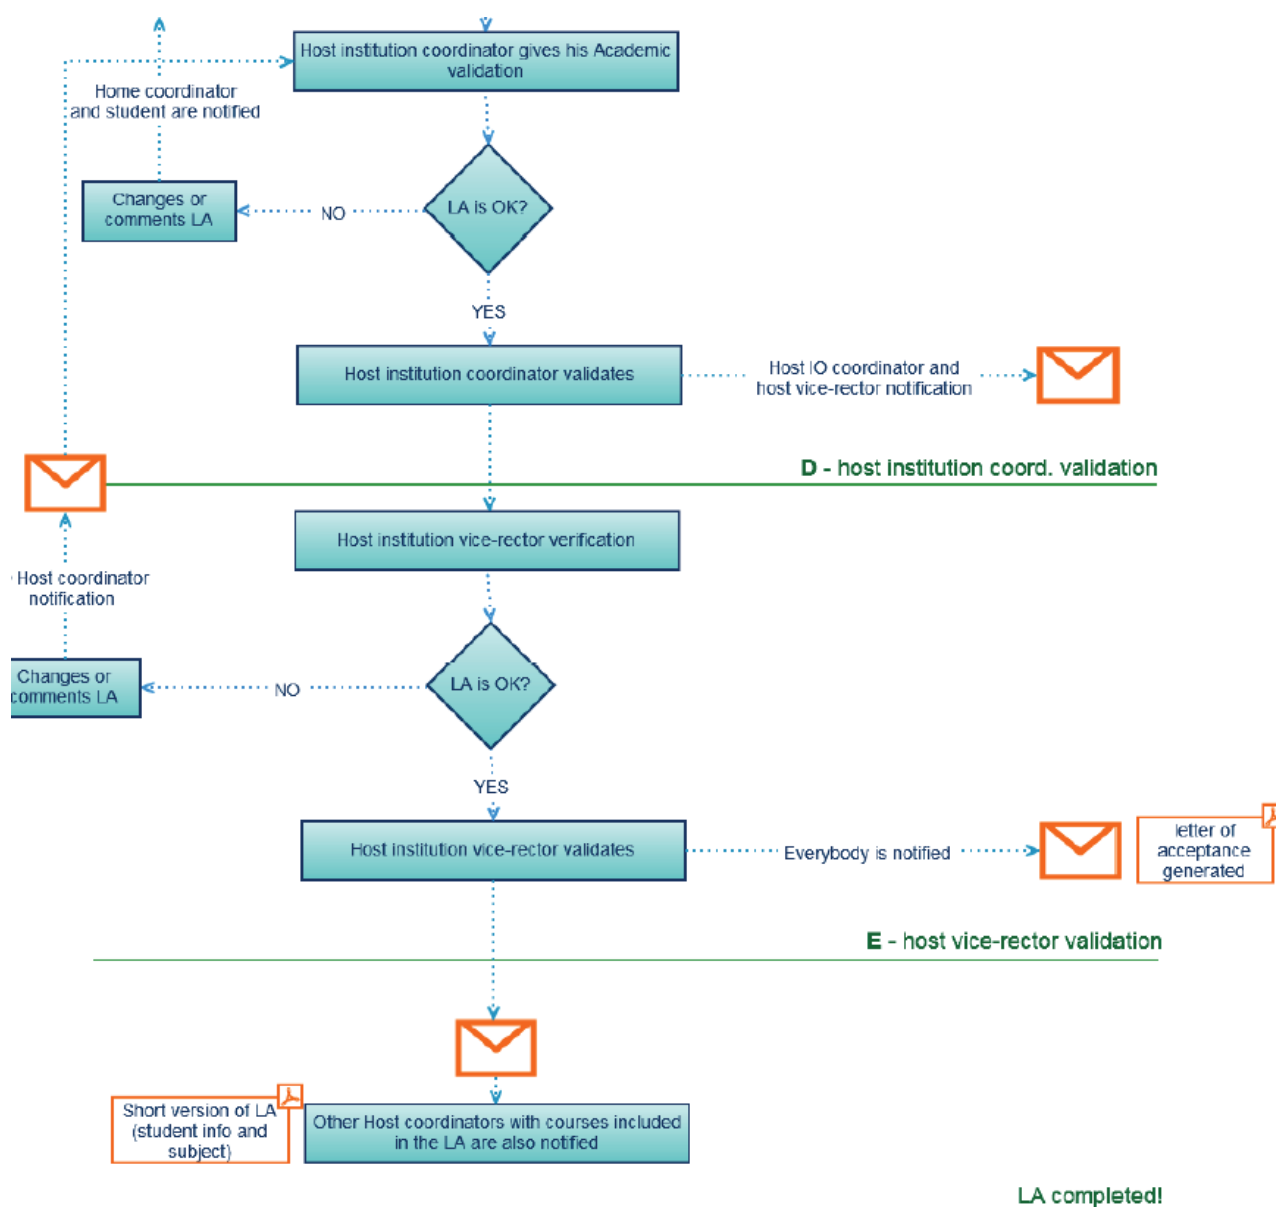 Host institution coordinator gives his Academic
validation
Home coordinator
and student are notified
Changes or
comments LA
NO
LA is OK?
YES
Host institution coordinator validates
Host IO coordinator and
host vice-rector notification
D - host institution coord. validation
Host institution vice-rector verification
Host coordinator
notification
Changes or
comments LA
NO
LA is OK?
YES
Host institution vice-rector validates
Everybody is notified
letter of
acceptance
generated
E - host vice-rector validation
Short version of LA
(student info and
subject)
Other Host coordinators with courses included
in the LA are also notified
LA completed!